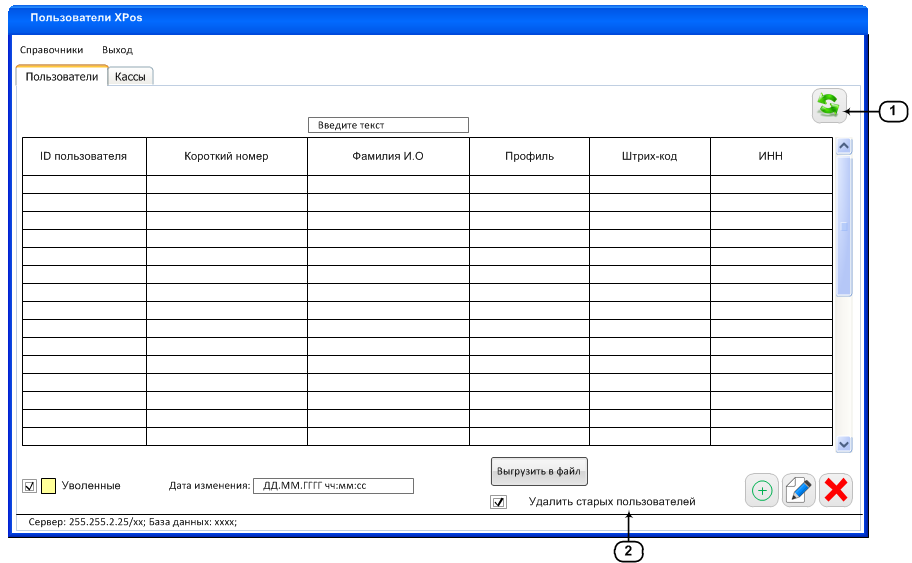 Пользователи XPos
Справочники Выход
Пользователи Кассы
1
Введите текст
ID пользователя Короткий номер Фамилия И.О Профиль Штрих-код ИНН
Выгрузить в файл
Уволенные Дата изменения: ДД.ММ.ГГГГ чч:мм:сс
Удалить старых пользователей
Сервер: 255.255.2.25/xx; База данных: xxxx;
2